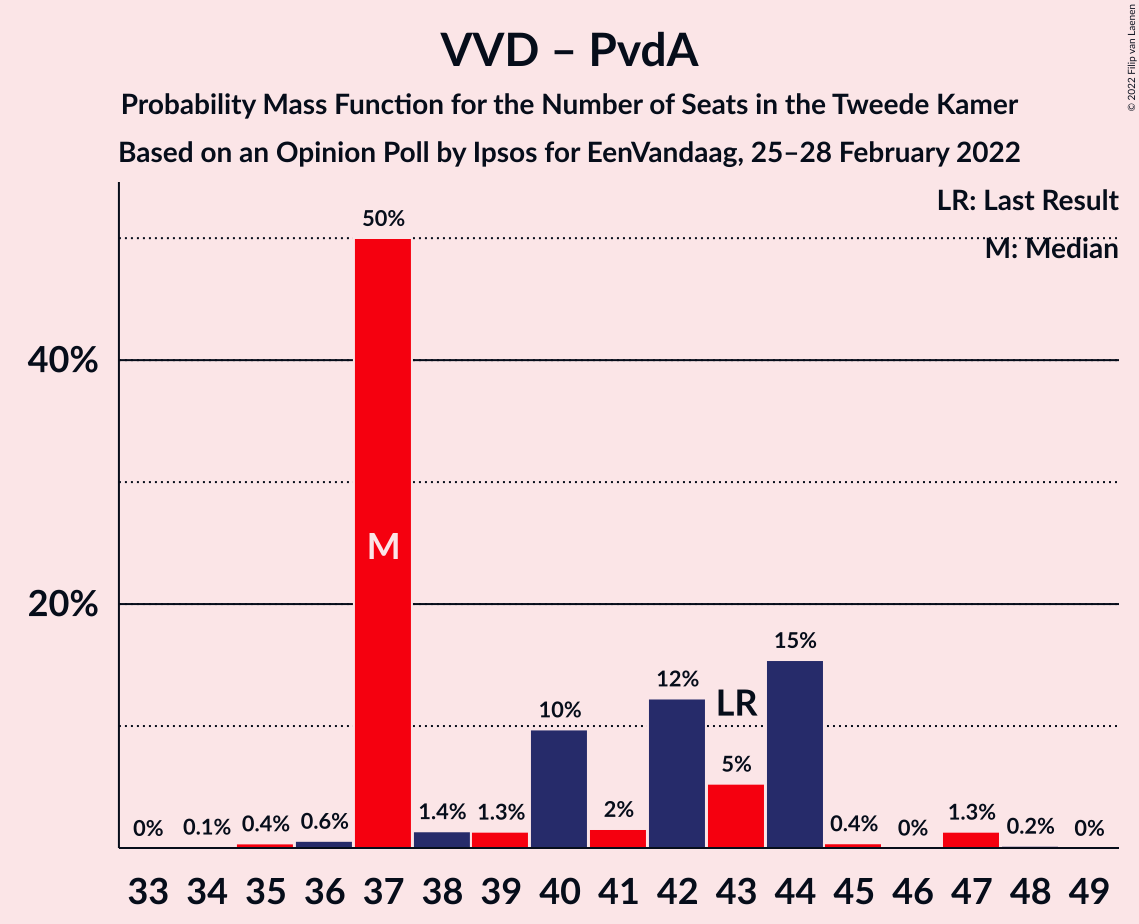 VVD – PvdA
Probability Mass Function for the Number of Seats in the Tweede Kamer
Based on an Opinion Poll by Ipsos for EenVandaag, 25–28 February 2022
© 2022 Filip van Laenen
LR: Last Result
M: Median
40%
20%
0%
0.1%
0.4%
0.6%
50%
M
1.4%
1.3%
10%
2%
12%
LR
5%
15%
0.4%
0%
1.3%
0.2%
0%
33 34 35 36 37 38 39 40 41 42 43 44 45 46 47 48 49